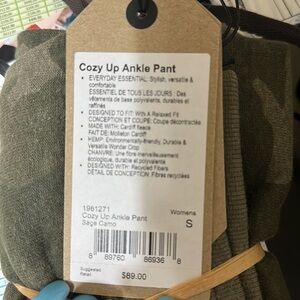 Cozy Up Ankle Pant
• EVERYDAY ESSENTIAL: Stylish, versatile &
comfortable
ESSENTIEL DE TOUS LES JOURS : Des
vêtements de base polyvalents, durables et
raffinés
• DESIGNED TO FIT: With A Relaxed Fit
CONCEPTION ET COUPE: Coupe décontractée
• MADE WITH: Cardiff fleece
FAIT DE: Molleton Cardiff
• HEMP: Environmentally-friendly, Durable &
Versatile Wonder Crop
CHANVRE: Une fibre merveilleusement
écologique, durable et polyvalente
• DESIGNED WITH: Recycled Fibers
DÉTAIL DE CONCEPTION: Fibres recyclées
1961271
Womens
Cozy Up Ankle Pant
S
Sage Camo
8 89760 86936 8
Suggested
Retail
$89.00